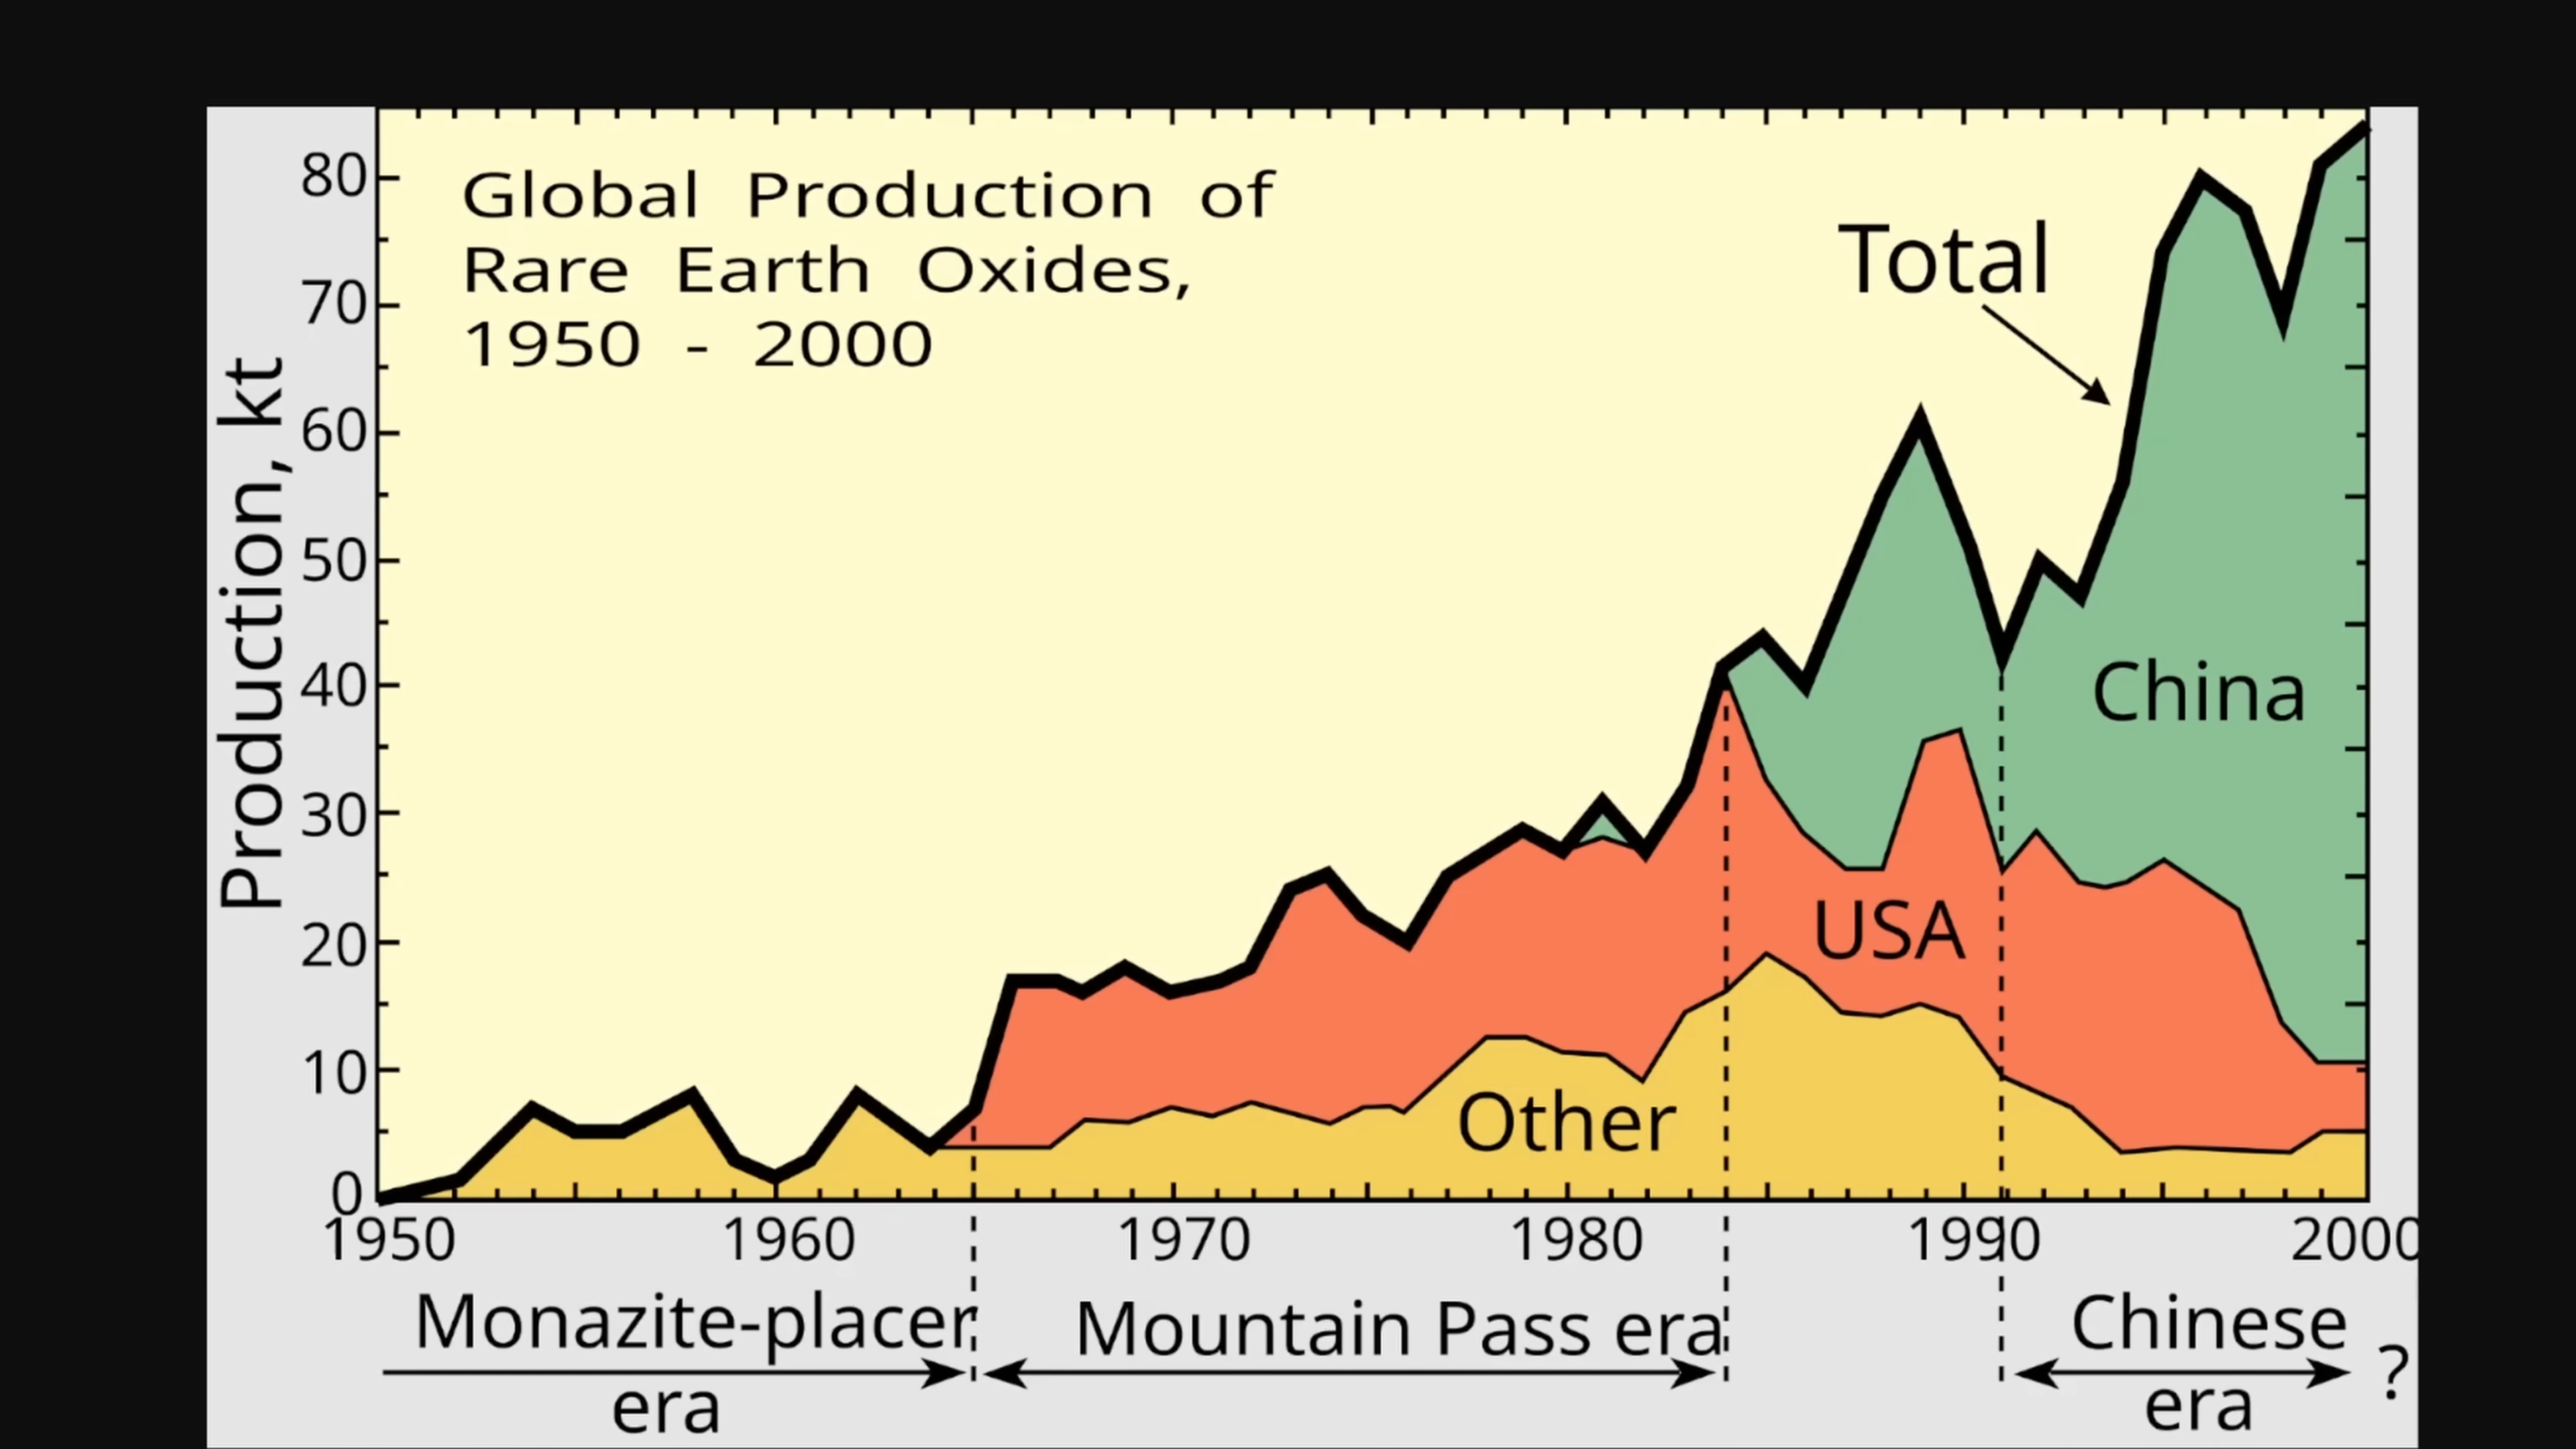 Global Production of
Rare Earth Oxides,
1950 - 2000
Total
China
USA
Other
Production, kt
80
70
60
50
40
30
20
10
0
1950 1960 1970 1980 1990 2000
Monazite-placer
era
Mountain Pass era
Chinese
era
?